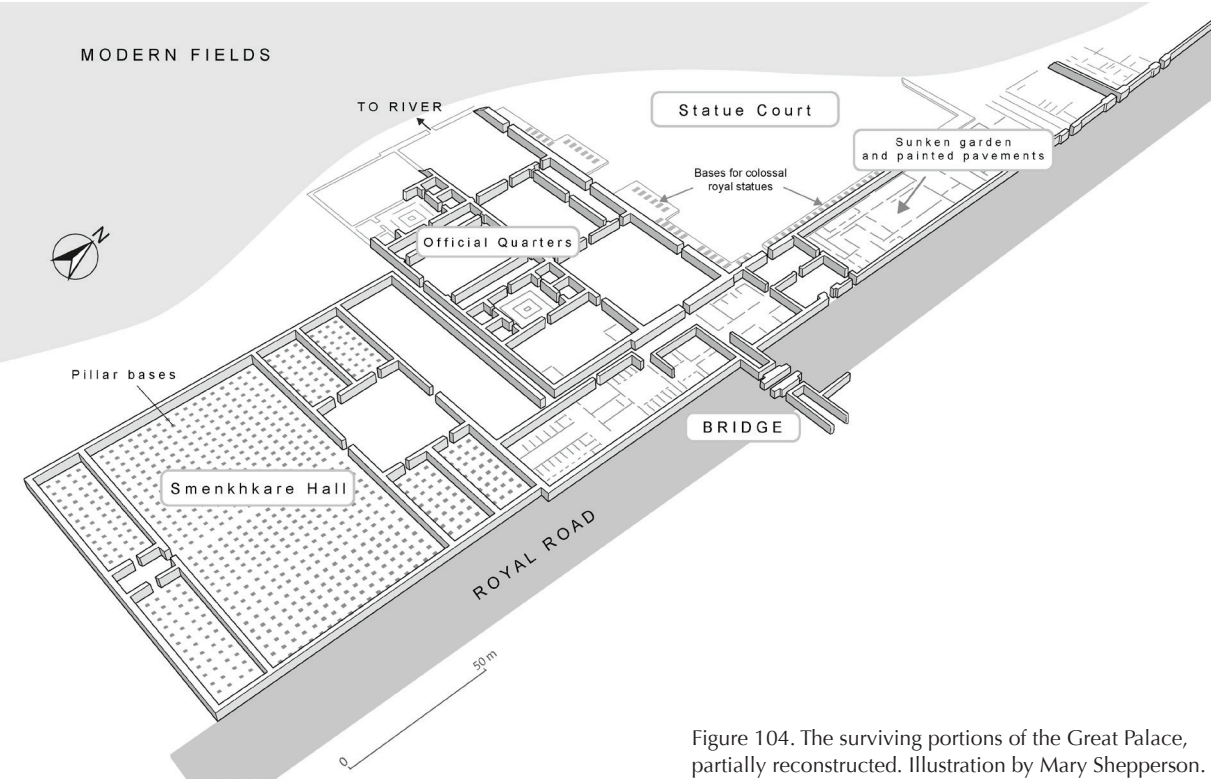 MODERN FIELDS
TO RIVER
Statue Court
Sunken garden
and painted pavements
Bases for colossal
royal statues
N
Official Quarters
Pillar bases
BRIDGE
Smenkhkare Hall
ROYAL ROAD
0
50 m
Figure 104. The surviving portions of the Great Palace,
partially reconstructed. Illustration by Mary Shepperson.